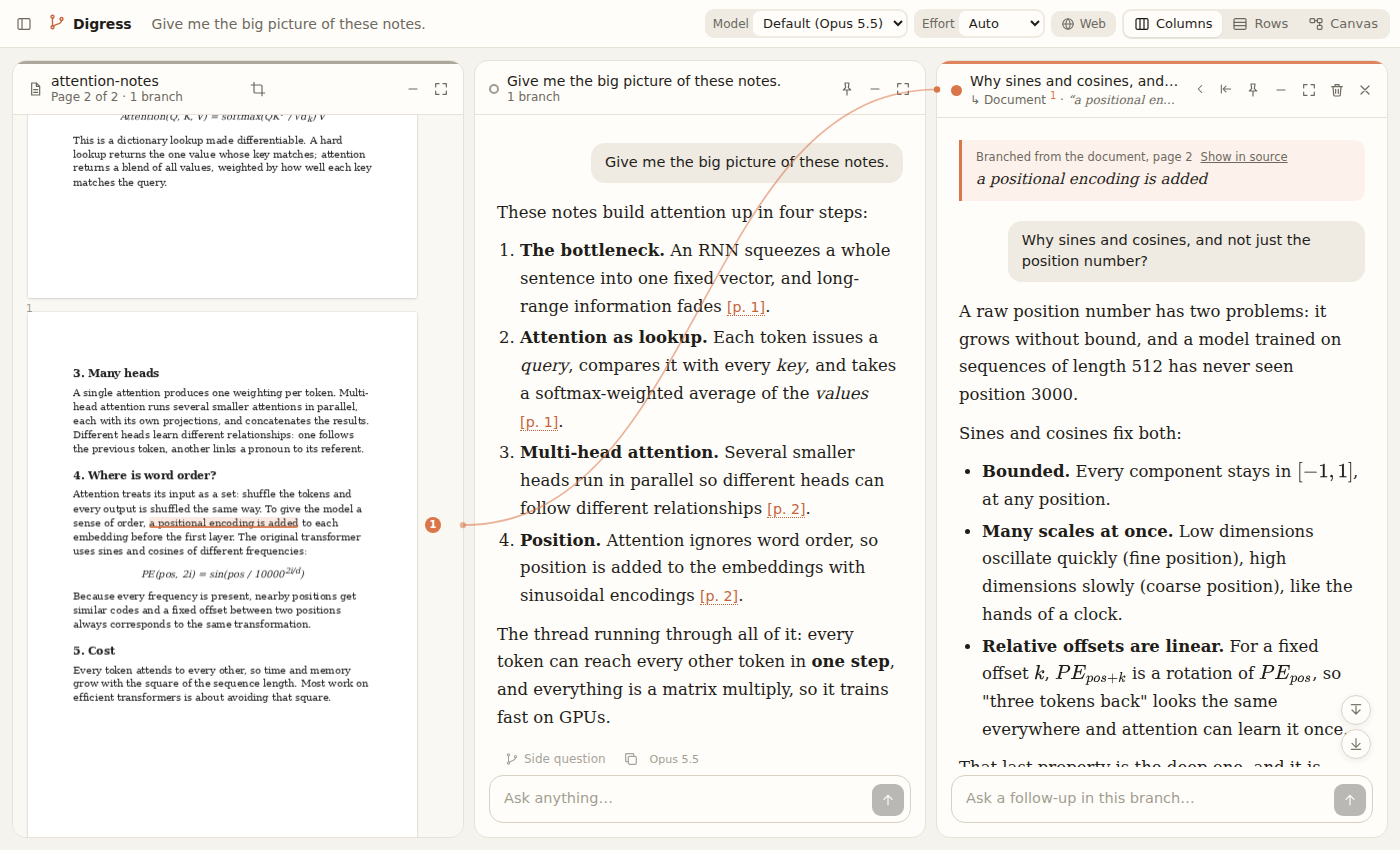 Digress
Give me the big picture of these notes.
Model Default (Opus 5.5)
Effort Auto
Web
Columns
Rows
Canvas
attention-notes
Page 2 of 2 · 1 branch
This is a dictionary lookup made differentiable. A hard
lookup returns the one value whose key matches; attention
returns a blend of all values, weighted by how well each key
matches the query.
1
3. Many heads
A single attention produces one weighting per token. Multi-
head attention runs several smaller attentions in parallel,
each with its own projections, and concatenates the results.
Different heads learn different relationships: one follows
the previous token, another links a pronoun to its referent.
4. Where is word order?
Attention treats its input as a set: shuffle the tokens and
every output is shuffled the same way. To give the model a
sense of order, a positional encoding is added to each
embedding before the first layer. The original transformer
uses sines and cosines of different frequencies:
PE(pos, 2i) = sin(pos / 10000^2i/d)
Because every frequency is present, nearby positions get
similar codes and a fixed offset between two positions
always corresponds to the same transformation.
5. Cost
Every token attends to every other, so time and memory
grow with the square of the sequence length. Most work on
efficient transformers is about avoiding that square.
1
Give me the big picture of these notes.
1 branch
Give me the big picture of these notes.
These notes build attention up in four steps:
1. The bottleneck. An RNN squeezes a whole
sentence into one fixed vector, and long-
range information fades [p. 1].
2. Attention as lookup. Each token issues a
query, compares it with every key, and takes
a softmax-weighted average of the values
[p. 1].
3. Multi-head attention. Several smaller
heads run in parallel so different heads can
follow different relationships [p. 2].
4. Position. Attention ignores word order, so
position is added to the embeddings with
sinusoidal encodings [p. 2].
The thread running through all of it: every
token can reach every other token in one step,
and everything is a matrix multiply, so it trains
fast on GPUs.
Side question
Opus 5.5
Ask anything…
Why sines and cosines, and…
↳ Document 1 · “a positional en…
Branched from the document, page 2 Show in source
a positional encoding is added
Why sines and cosines, and not just the
position number?
A raw position number has two problems: it
grows without bound, and a model trained on
sequences of length 512 has never seen
position 3000.
Sines and cosines fix both:
• Bounded. Every component stays in [−1, 1],
at any position.
• Many scales at once. Low dimensions
oscillate quickly (fine position), high
dimensions slowly (coarse position), like the
hands of a clock.
• Relative offsets are linear. For a fixed
offset k, PE_pos+k is a rotation of PE_pos, so
"three tokens back" looks the same
everywhere and attention can learn it once.
That last property is the deep one, and it is
Ask a follow-up in this branch…